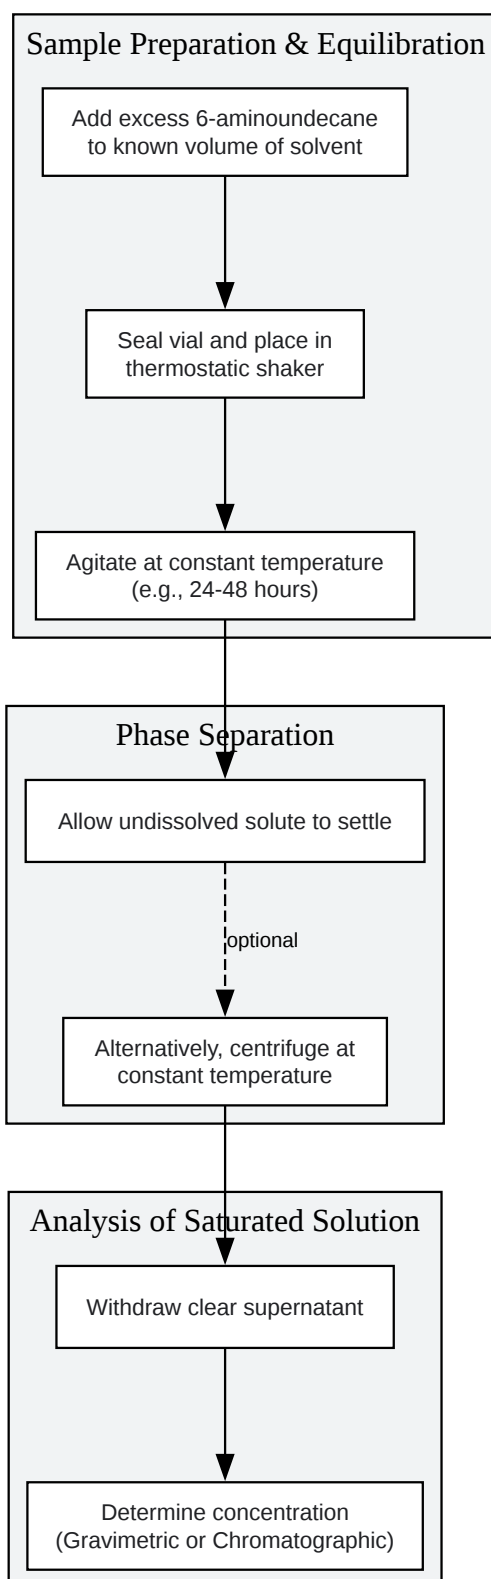 Sample Preparation & Equilibration
Add excess 6-aminoundecane
to known volume of solvent
Seal vial and place in
thermostatic shaker
Agitate at constant temperature
(e.g., 24-48 hours)
Phase Separation
Allow undissolved solute to settle
optional
Alternatively, centrifuge at
constant temperature
Analysis of Saturated Solution
Withdraw clear supernatant
Determine concentration
(Gravimetric or Chromatographic)